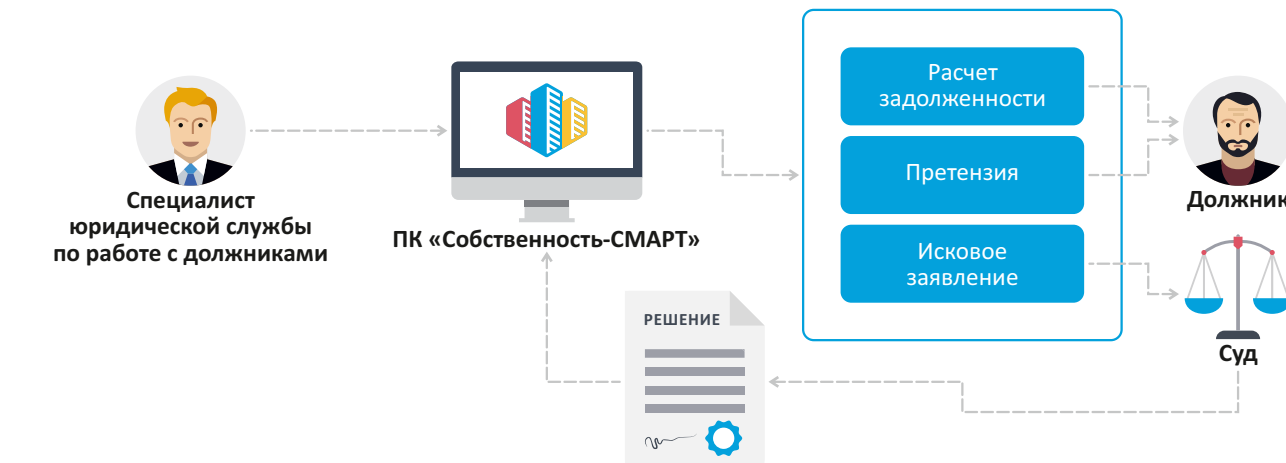 Расчет
задолженности
Претензия
Исковое
заявление
Специалист
юридической службы
по работе с должниками
ПК «Собственность-СМАРТ»
Должник
РЕШЕНИЕ
Суд